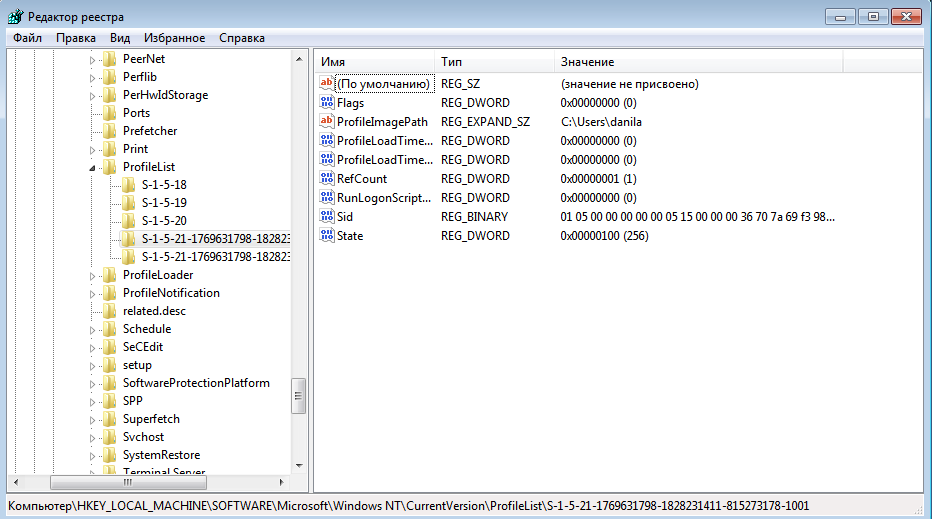 Редактор реестра
Файл Правка Вид Избранное Справка
PeerNet
Perflib
PerHwIdStorage
Ports
Prefetcher
Print
ProfileList
S-1-5-18
S-1-5-19
S-1-5-20
S-1-5-21-1769631798-182823
S-1-5-21-1769631798-182823
ProfileLoader
ProfileNotification
related.desc
Schedule
SeCEdit
setup
SoftwareProtectionPlatform
SPP
Superfetch
Svchost
SystemRestore
Terminal Server
Имя Тип Значение
(По умолчанию) REG_SZ (значение не присвоено)
Flags REG_DWORD 0x00000000 (0)
ProfileImagePath REG_EXPAND_SZ C:\Users\danila
ProfileLoadTime... REG_DWORD 0x00000000 (0)
ProfileLoadTime... REG_DWORD 0x00000000 (0)
RefCount REG_DWORD 0x00000001 (1)
RunLogonScript... REG_DWORD 0x00000000 (0)
Sid REG_BINARY 01 05 00 00 00 00 00 05 15 00 00 00 36 70 7a 69 f3 98...
State REG_DWORD 0x00000100 (256)
Компьютер\HKEY_LOCAL_MACHINE\SOFTWARE\Microsoft\Windows NT\CurrentVersion\ProfileList\S-1-5-21-1769631798-1828231411-815273178-1001